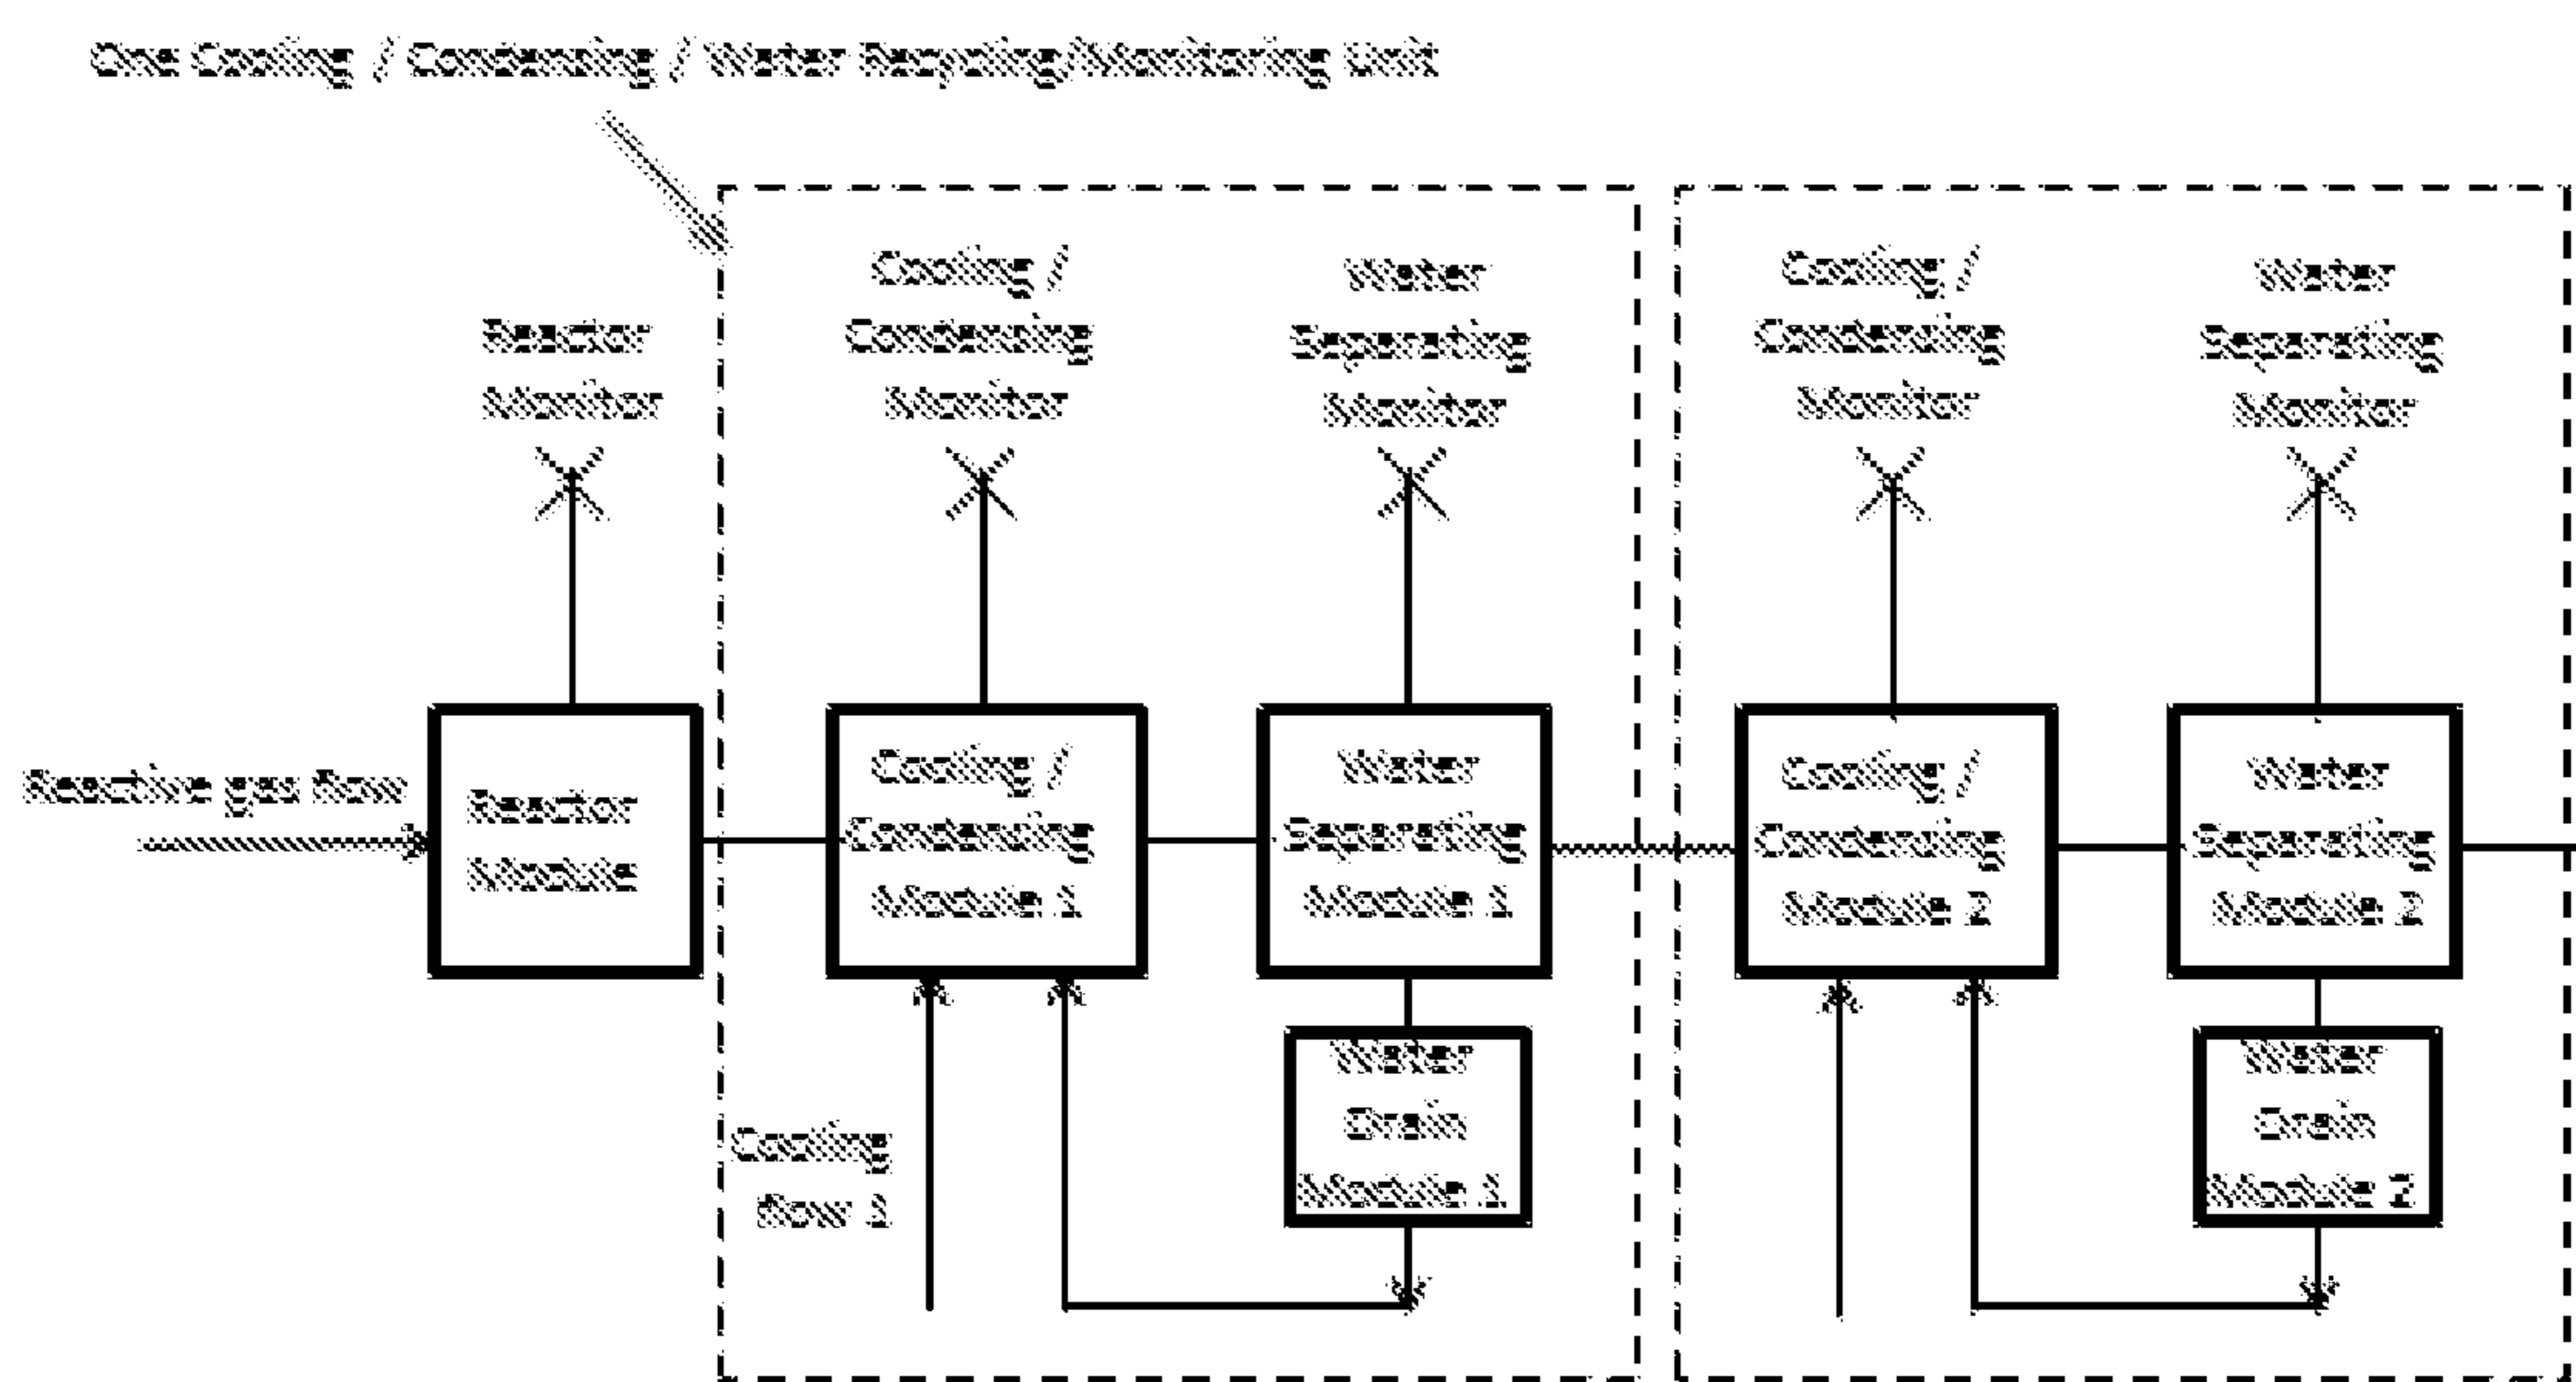 One Cooling / Condensing / Water Recycling/Monitoring Unit
Reactor
Monitor
Cooling /
Condensing
Monitor
Water
Separating
Monitor
Cooling /
Condensing
Monitor
Water
Separating
Monitor
Reactive gas flow
Reactor
Module
Cooling /
Condensing
Module 1
Water
Separating
Module 1
Cooling /
Condensing
Module 2
Water
Separating
Module 2
Cooling
flow 1
Water
Drain
Module 1
Water
Drain
Module 2